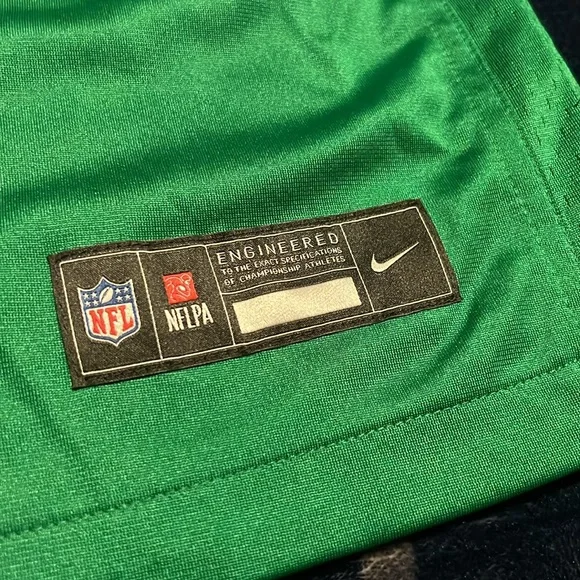 NFL
NFLPA
ENGINEERED
TO THE EXACT SPECIFICATIONS
OF CHAMPIONSHIP ATHLETES